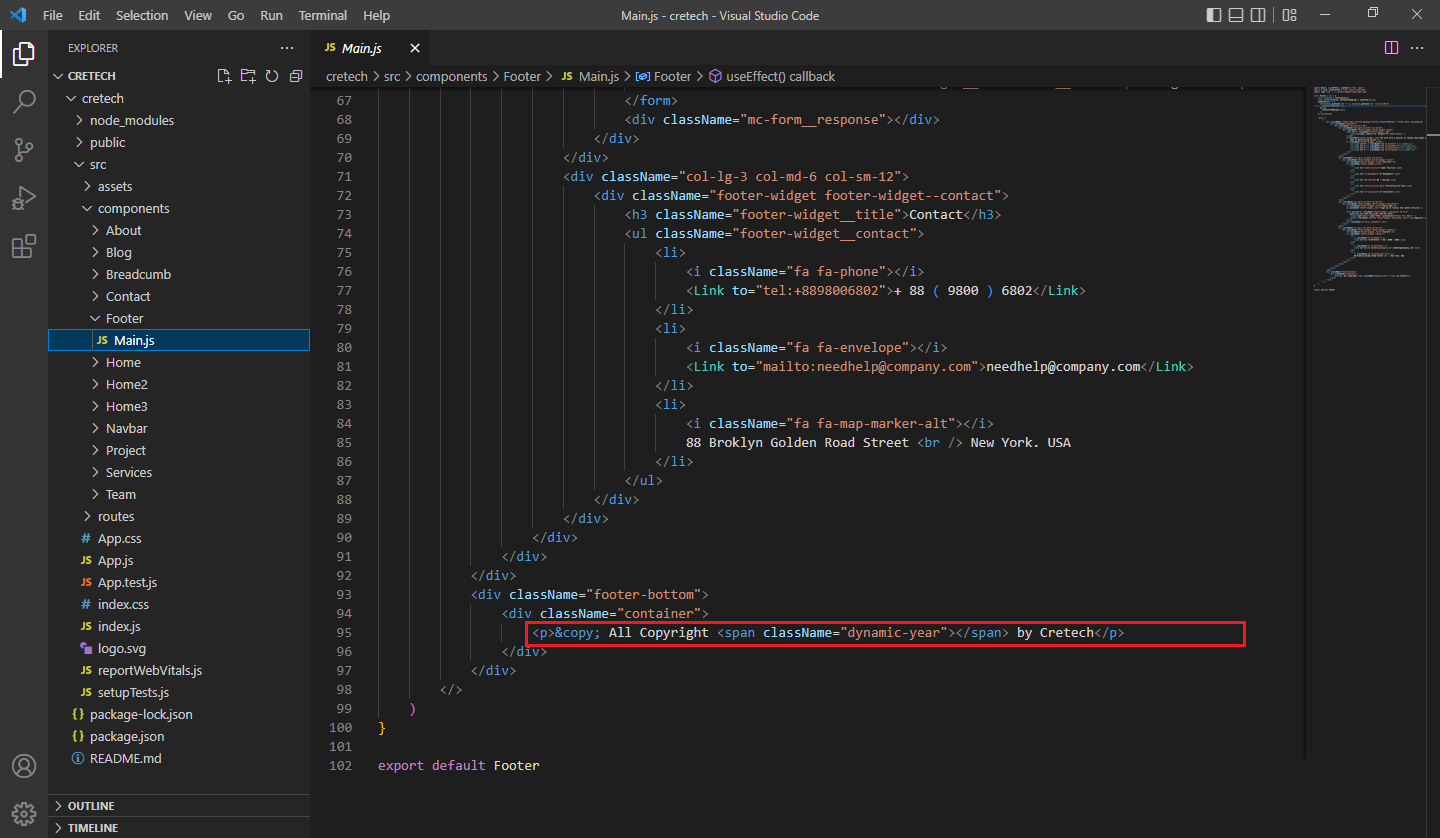 File Edit Selection View Go Run Terminal Help
Main.js - cretech - Visual Studio Code
EXPLORER
CRETECH
cretech
node_modules
public
src
assets
components
About
Blog
Breadcumb
Contact
Footer
JS Main.js
Home
Home2
Home3
Navbar
Project
Services
Team
routes
# App.css
JS App.js
JS App.test.js
# index.css
JS index.js
logo.svg
JS reportWebVitals.js
JS setupTests.js
{} package-lock.json
{} package.json
README.md
OUTLINE
TIMELINE
JS Main.js
cretech > src > components > Footer > JS Main.js > Footer > useEffect() callback
67 </form>
68 <div className="mc-form__response"></div>
69 </div>
70 </div>
71 <div className="col-lg-3 col-md-6 col-sm-12">
72 <div className="footer-widget footer-widget--contact">
73 <h3 className="footer-widget__title">Contact</h3>
74 <ul className="footer-widget__contact">
75 <li>
76 <i className="fa fa-phone"></i>
77 <Link to="tel:+8898006802">+ 88 ( 9800 ) 6802</Link>
78 </li>
79 <li>
80 <i className="fa fa-envelope"></i>
81 <Link to="mailto:needhelp@company.com">needhelp@company.com</Link>
82 </li>
83 <li>
84 <i className="fa fa-map-marker-alt"></i>
85 88 Broklyn Golden Road Street <br /> New York. USA
86 </li>
87 </ul>
88 </div>
89 </div>
90 </div>
91 </div>
92 </div>
93 <div className="footer-bottom">
94 <div className="container">
95 <p>&copy; All Copyright <span className="dynamic-year"></span> by Cretech</p>
96 </div>
97 </div>
98 </>
99 )
100 }
101
102 export default Footer